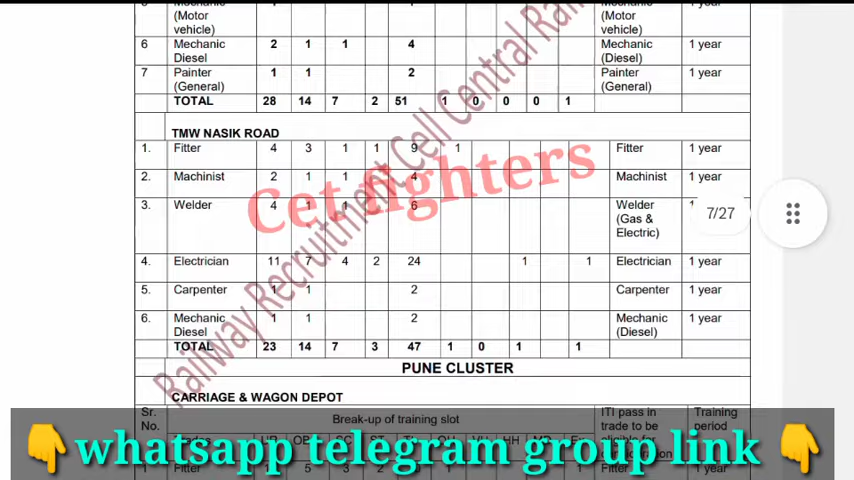 (Motor vehicle) (Motor vehicle)
6 Mechanic Diesel 2 1 1 4 Mechanic (Diesel) 1 year
7 Painter (General) 1 1 2 Painter (General) 1 year
TOTAL 28 14 7 2 51 1 0 0 0 1
TMW NASIK ROAD
1. Fitter 4 3 1 1 9 1 Fitter 1 year
2. Machinist 2 1 1 4 Machinist 1 year
3. Welder 4 1 1 6 Welder (Gas & Electric)
4. Electrician 11 7 4 2 24 1 1 Electrician 1 year
5. Carpenter 1 1 2 Carpenter 1 year
6. Mechanic Diesel 1 1 2 Mechanic (Diesel) 1 year
TOTAL 23 14 7 3 47 1 0 1 1
Railway Recruitment Cell Central
Cet fighters
7/27
PUNE CLUSTER
CARRIAGE & WAGON DEPOT
Sr. No. Break-up of training slot ITI pass in trade to be Training period
1 Fitter 5 3 2 Fitter 1 year
👇whatsapp telegram group link 👇